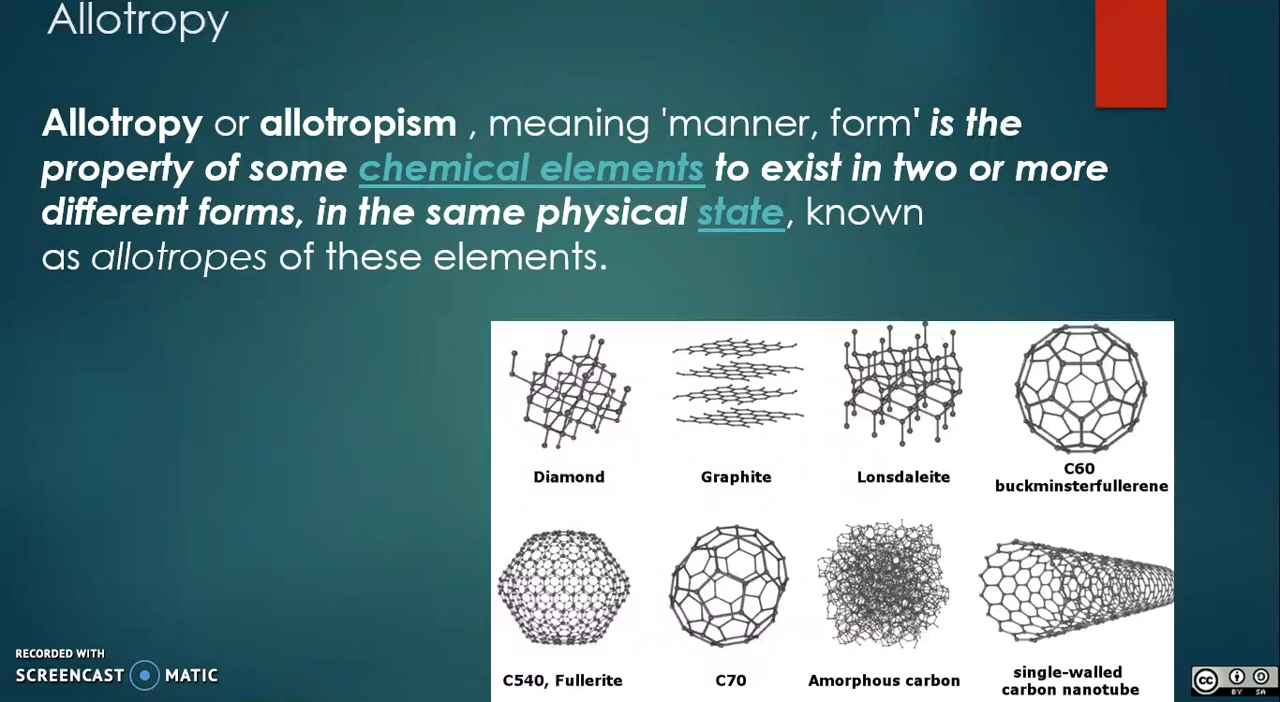 Allotropy
Allotropy or allotropism , meaning 'manner, form' is the
property of some chemical elements to exist in two or more
different forms, in the same physical state, known
as allotropes of these elements.
Diamond
Graphite
Lonsdaleite
C60
buckminsterfullerene
C540, Fullerite
C70
Amorphous carbon
single-walled
carbon nanotube
RECORDED WITH
SCREENCAST MATIC
cc
BY SA